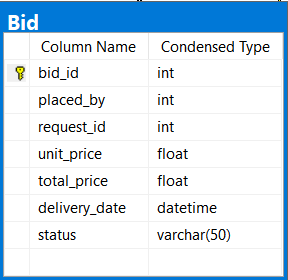 Bid
Column Name Condensed Type
bid_id int
placed_by int
request_id int
unit_price float
total_price float
delivery_date datetime
status varchar(50)